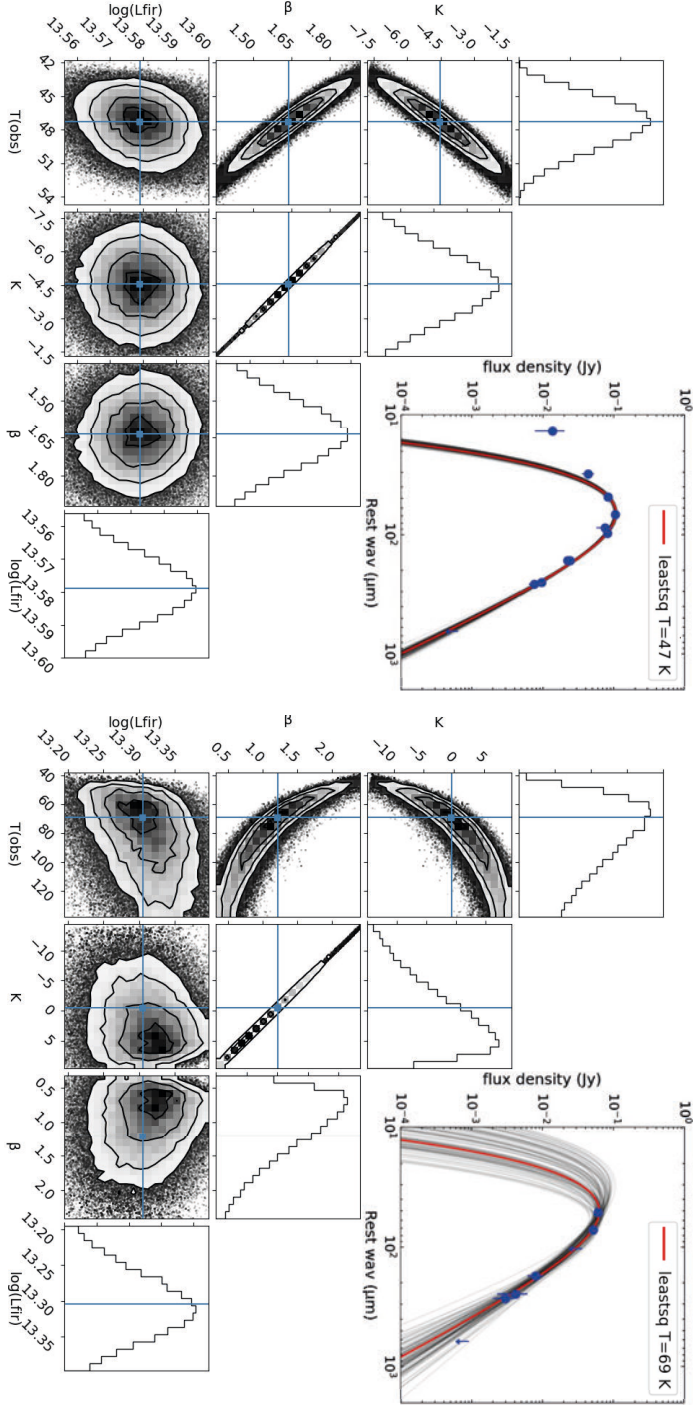 log(Lfir) β K
13.56 13.57 13.58 13.59 13.60
1.50 1.65 1.80
−7.5 −6.0 −4.5 −3.0 −1.5
42 45 48 51 54
T(obs)
−7.5 −6.0 −4.5 −3.0 −1.5
K
1.50 1.65 1.80
β
13.56 13.57 13.58 13.59 13.60
log(Lfir)
flux density (Jy)
10⁻⁴ 10⁻³ 10⁻² 10⁻¹ 10⁰
10¹ 10² 10³
Rest wav (μm)
leastsq T=47 K
log(Lfir) β K
13.20 13.25 13.30 13.35
0.5 1.0 1.5 2.0
−10 −5 0 5
40 60 80 100 120
T(obs)
−10 −5 0 5
K
0.5 1.0 1.5 2.0
β
13.20 13.25 13.30 13.35
log(Lfir)
flux density (Jy)
10⁻⁴ 10⁻³ 10⁻² 10⁻¹ 10⁰
10¹ 10² 10³
Rest wav (μm)
leastsq T=69 K